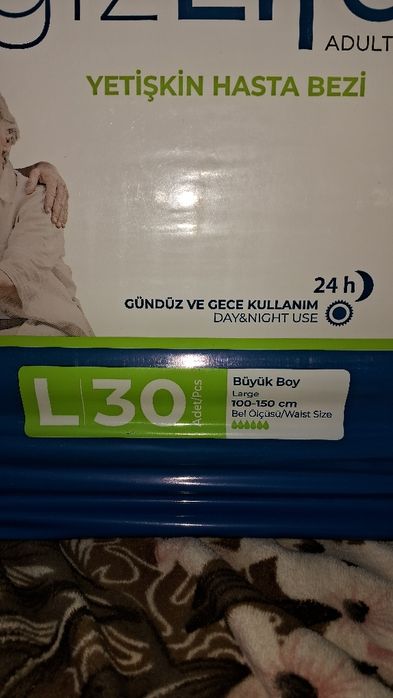 ADULT
YETİŞKİN HASTA BEZİ
24 h
GÜNDÜZ VE GECE KULLANIM
DAY&NIGHT USE
L 30 Adet/Pcs
Büyük Boy
Large
100-150 cm
Bel Ölçüsü/Waist Size